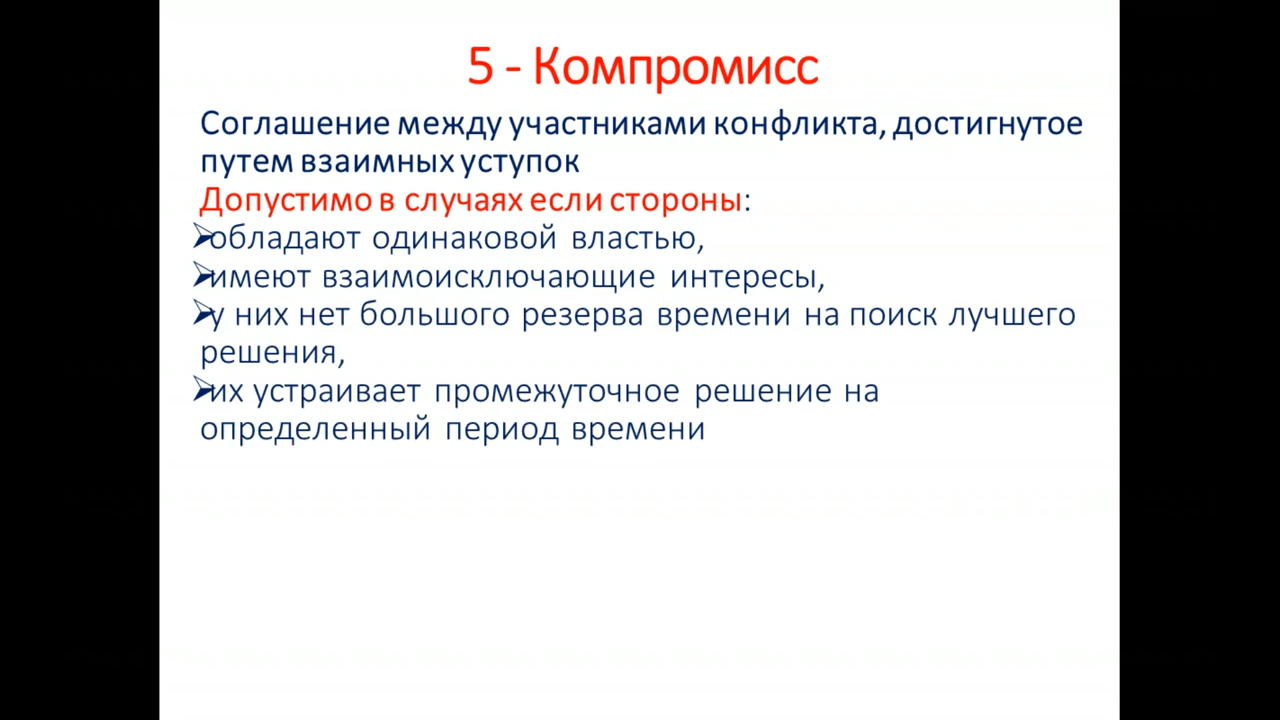 5 - Компромисс
Соглашение между участниками конфликта, достигнутое
путем взаимных уступок
Допустимо в случаях если стороны:
обладают одинаковой властью,
имеют взаимоисключающие интересы,
у них нет большого резерва времени на поиск лучшего
решения,
их устраивает промежуточное решение на
определенный период времени